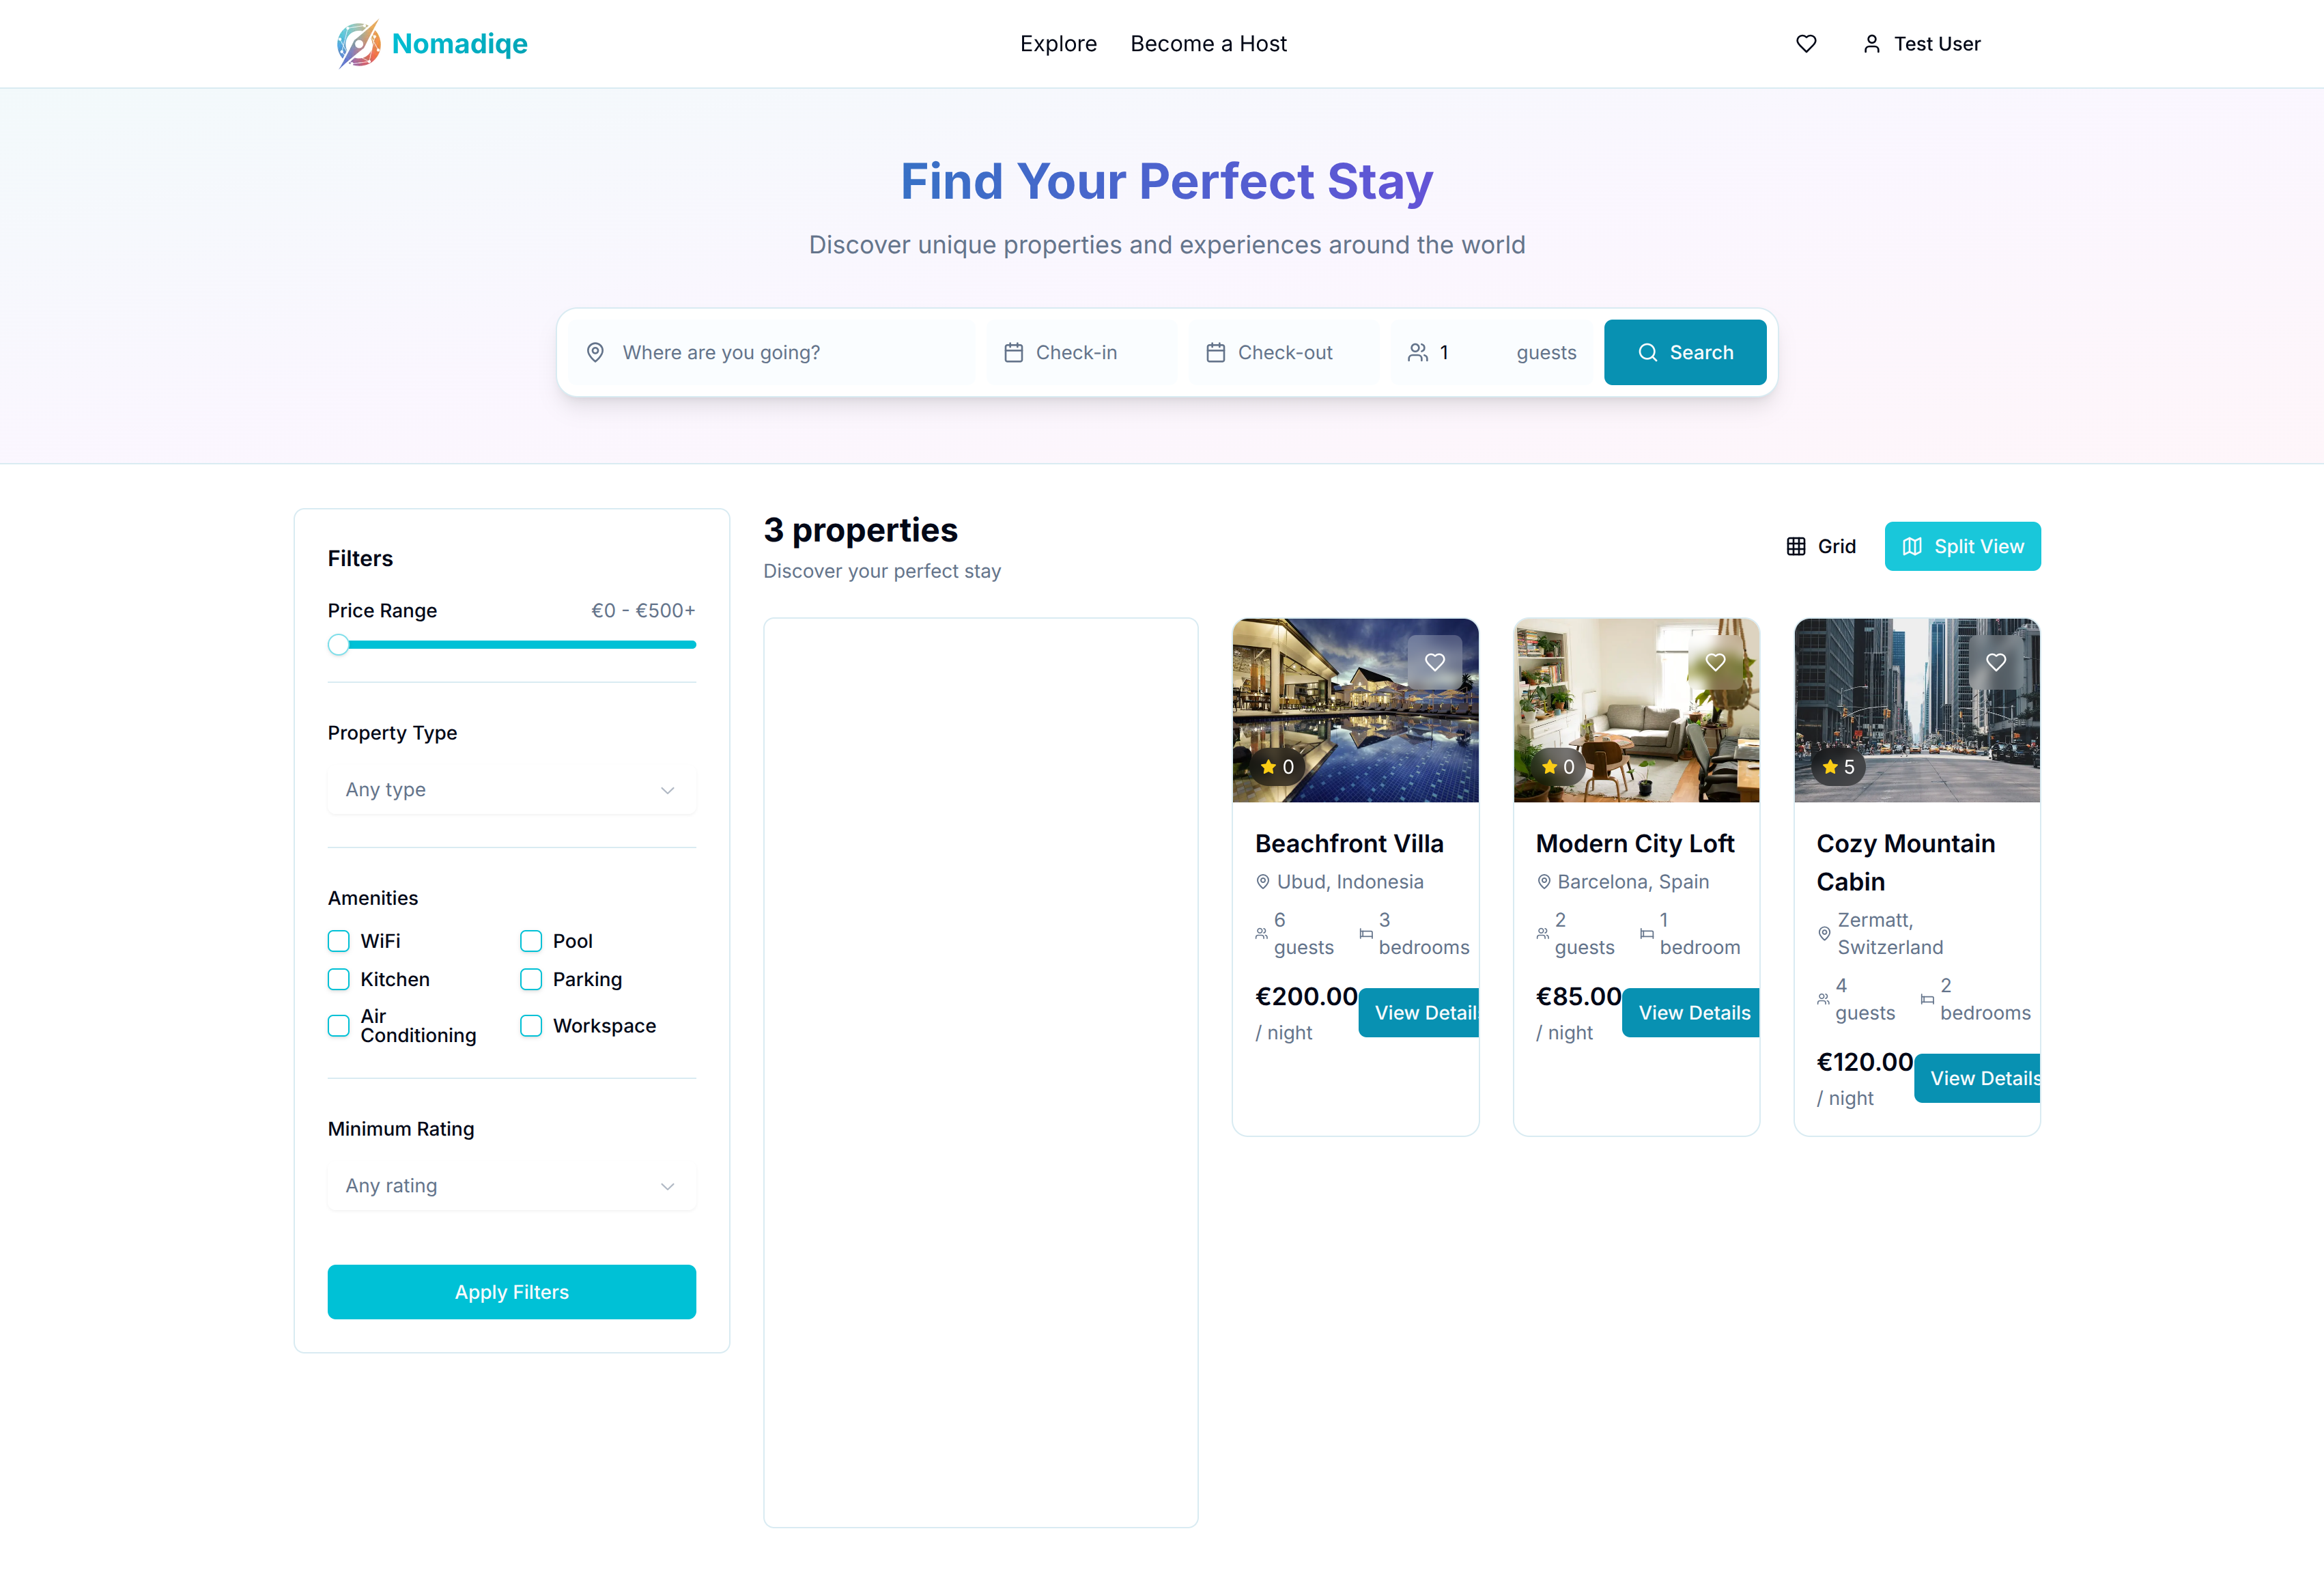 Nomadiqe
Explore
Become a Host
Test User
Find Your Perfect Stay
Discover unique properties and experiences around the world
Where are you going?
Check-in
Check-out
1
guests
Search
Filters
Price Range
€0 - €500+
Property Type
Any type
Amenities
WiFi
Pool
Kitchen
Parking
Air
Conditioning
Workspace
Minimum Rating
Any rating
Apply Filters
3 properties
Discover your perfect stay
Grid
Split View
0
Beachfront Villa
Ubud, Indonesia
6
guests
3
bedrooms
€200.00
/ night
View Detail
0
Modern City Loft
Barcelona, Spain
2
guests
1
bedroom
€85.00
/ night
View Details
5
Cozy Mountain
Cabin
Zermatt,
Switzerland
4
guests
2
bedrooms
€120.00
/ night
View Details